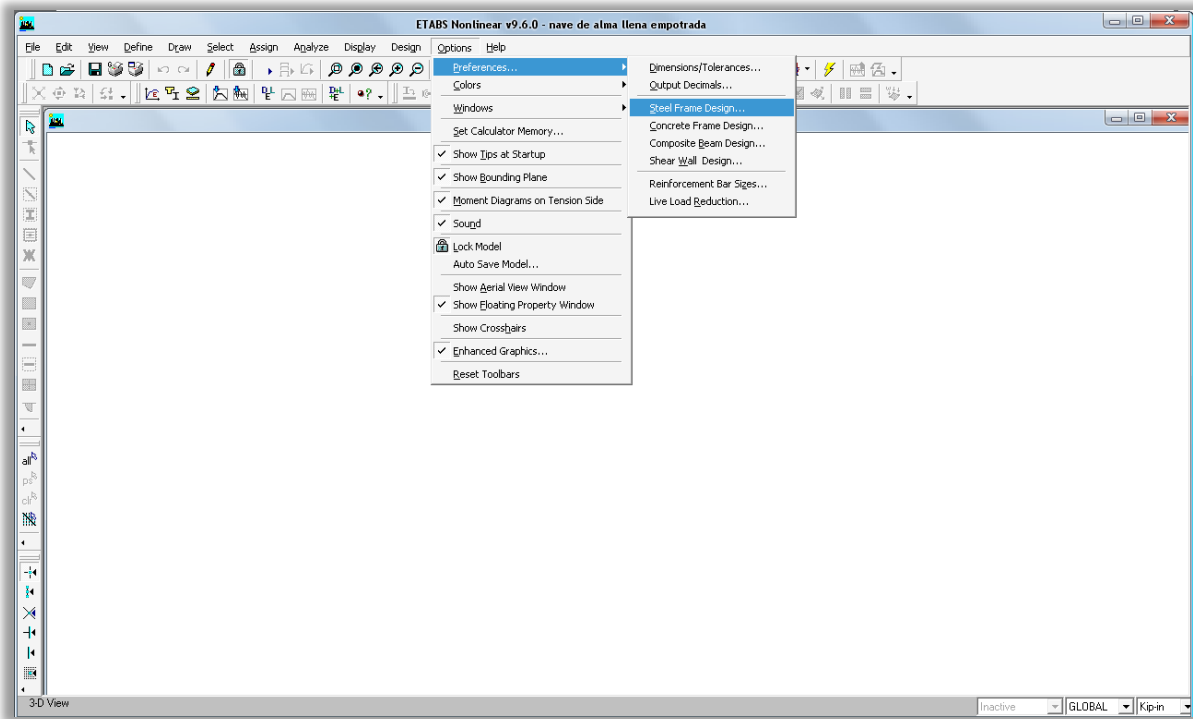 ETABS Nonlinear v9.6.0 - nave de alma llena empotrada
File Edit View Define Draw Select Assign Analyze Display Design Options Help
Preferences...
Colors
Windows
Set Calculator Memory...
Show Tips at Startup
Show Bounding Plane
Moment Diagrams on Tension Side
Sound
Lock Model
Auto Save Model...
Show Aerial View Window
Show Floating Property Window
Show Crosshairs
Enhanced Graphics...
Reset Toolbars
Dimensions/Tolerances...
Output Decimals...
Steel Frame Design...
Concrete Frame Design...
Composite Beam Design...
Shear Wall Design...
Reinforcement Bar Sizes...
Live Load Reduction...
all
ps
clr
3-D View
Inactive
GLOBAL
Kip-in